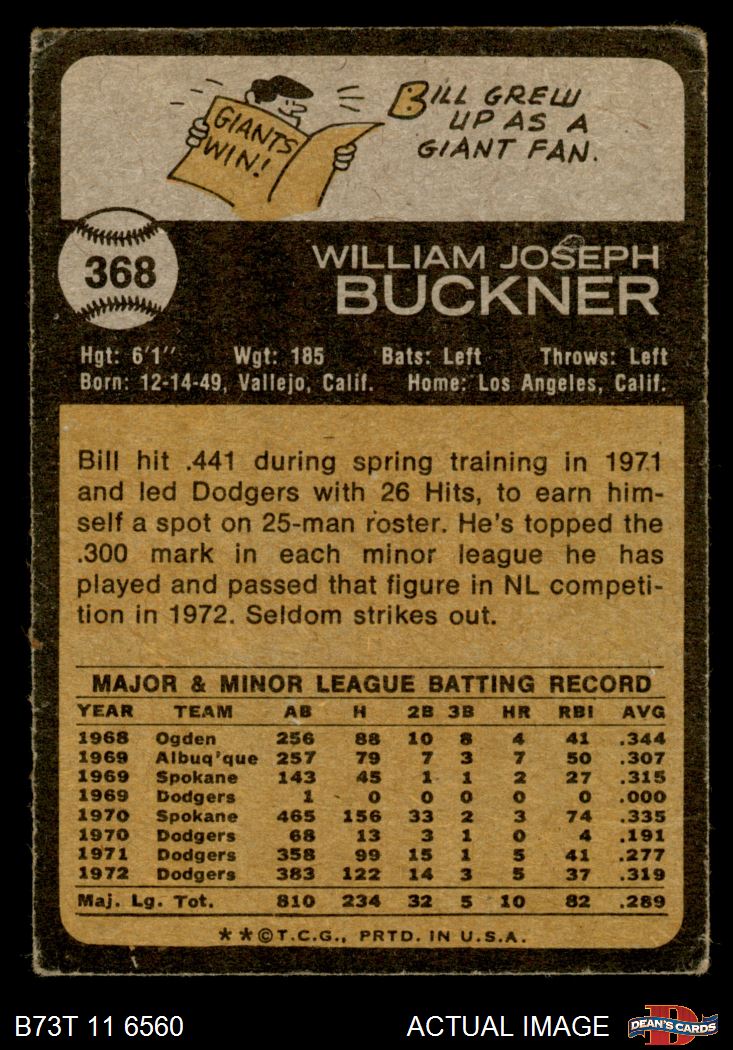 GIANTS
WIN!
BILL GREW
UP AS A
GIANT FAN.
368
WILLIAM JOSEPH
BUCKNER
Hgt: 6'1'' Wgt: 185 Bats: Left Throws: Left
Born: 12-14-49, Vallejo, Calif. Home: Los Angeles, Calif.
Bill hit .441 during spring training in 1971
and led Dodgers with 26 Hits, to earn him-
self a spot on 25-man roster. He's topped the
.300 mark in each minor league he has
played and passed that figure in NL competi-
tion in 1972. Seldom strikes out.
MAJOR & MINOR LEAGUE BATTING RECORD
YEAR TEAM AB H 2B 3B HR RBI AVG
1968 Ogden 256 88 10 8 4 41 .344
1969 Albuq'que 257 79 7 3 7 50 .307
1969 Spokane 143 45 1 1 2 27 .315
1969 Dodgers 1 0 0 0 0 0 .000
1970 Spokane 465 156 33 2 3 74 .335
1970 Dodgers 68 13 3 1 0 4 .191
1971 Dodgers 358 99 15 1 5 41 .277
1972 Dodgers 383 122 14 3 5 37 .319
Maj. Lg. Tot. 810 234 32 5 10 82 .289
**©T.C.G., PRTD. IN U.S.A.
B73T 11 6560 ACTUAL IMAGE
D
DEAN'S CARDS